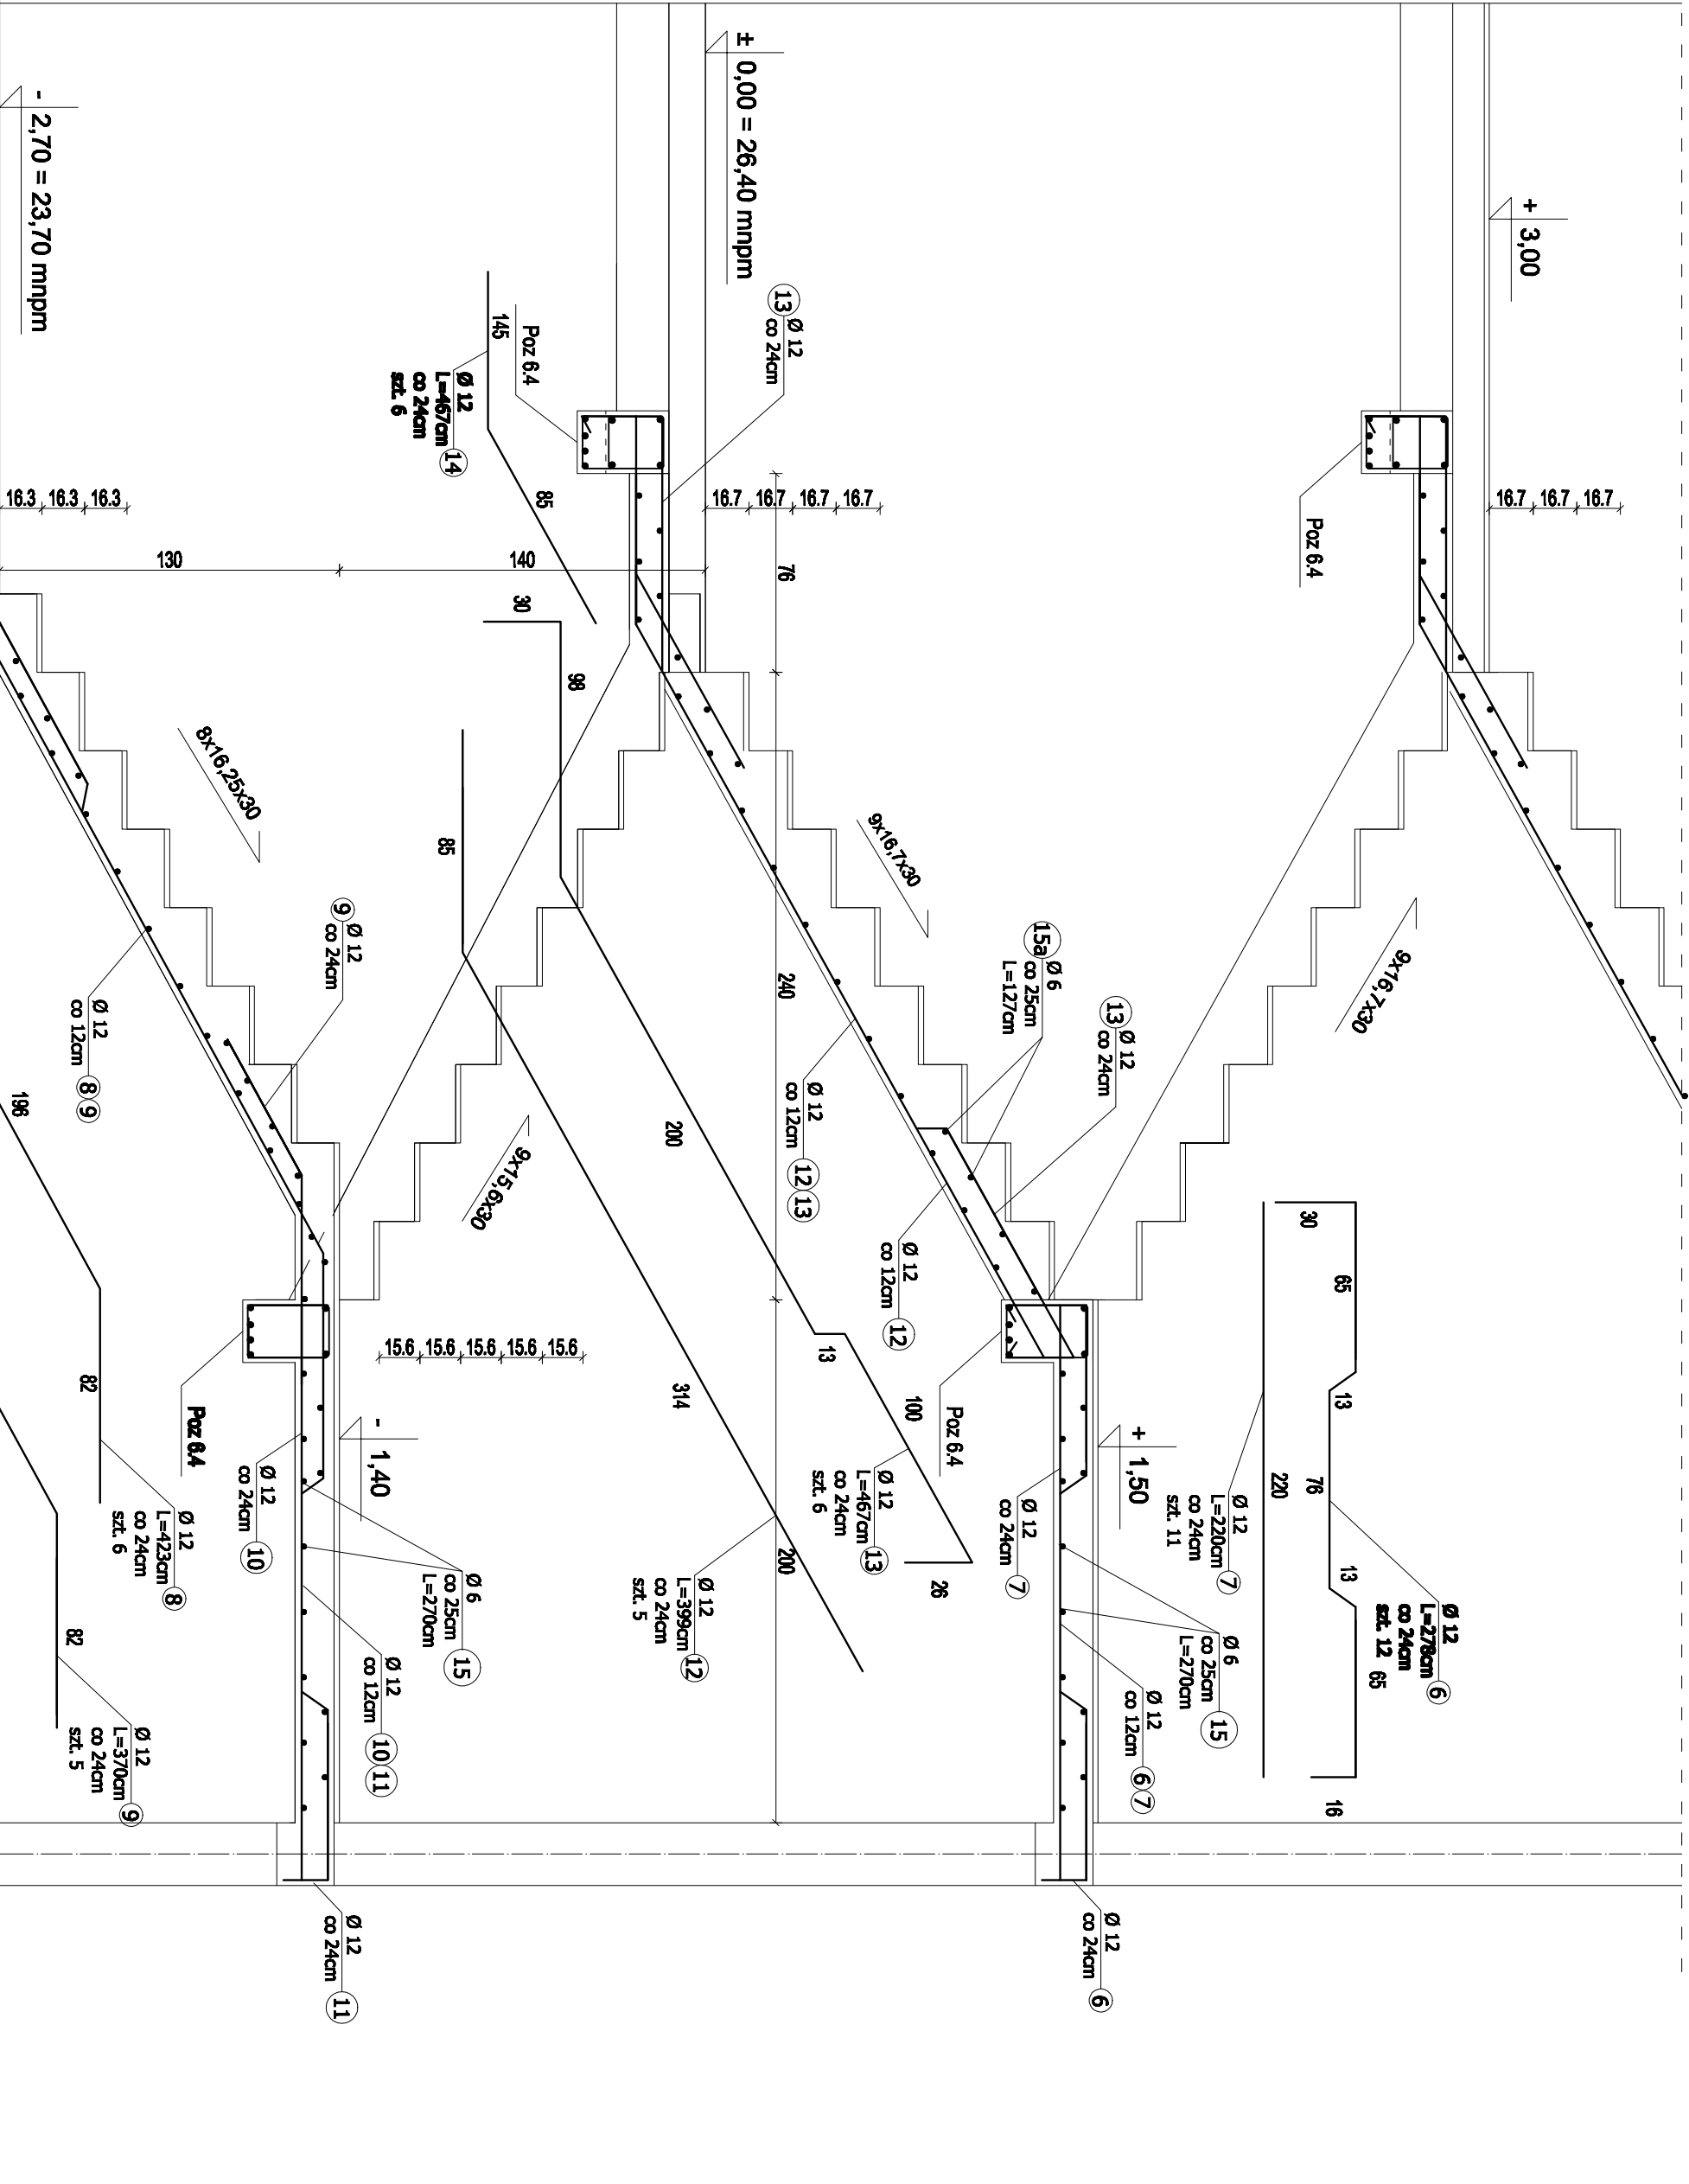 + 3,00
16.7 16.7 16.7
Poz 6.4
9x16,7x30
30
65
13
76
13
65
16
220
Ø 12
L=278cm
co 24cm
szt. 12
6
Ø 12
L=220cm
co 24cm
szt. 11
7
Ø 6
co 25cm
L=270cm
15
Ø 12
co 12cm
6 7
+ 1,50
Ø 12
co 24cm
7
Ø 12
co 24cm
6
± 0,00 = 26,40 mnpm
13
Ø 12
co 24cm
Poz 6.4
16.7 16.7 16.7 16.7
76
240
200
9x16,7x30
15a
Ø 6
co 25cm
L=127cm
13
Ø 12
co 24cm
Ø 12
co 12cm
12 13
Ø 12
co 12cm
12
Poz 6.4
145
85
Ø 12
L=467cm
co 24cm
szt. 6
14
30
98
200
13
100
26
Ø 12
L=467cm
co 24cm
szt. 6
13
85
314
Ø 12
L=399cm
co 24cm
szt. 5
12
130
140
9x15,6x30
15.6 15.6 15.6 15.6 15.6
- 1,40
Ø 6
co 25cm
L=270cm
15
Ø 12
co 12cm
10 11
Ø 12
co 24cm
10
Ø 12
co 24cm
11
Poz 6.4
- 2,70 = 23,70 mnpm
16.3 16.3 16.3
8x16,25x30
9
Ø 12
co 24cm
Ø 12
co 12cm
8 9
196
82
Ø 12
L=423cm
co 24cm
szt. 6
8
82
Ø 12
L=370cm
co 24cm
szt. 5
9